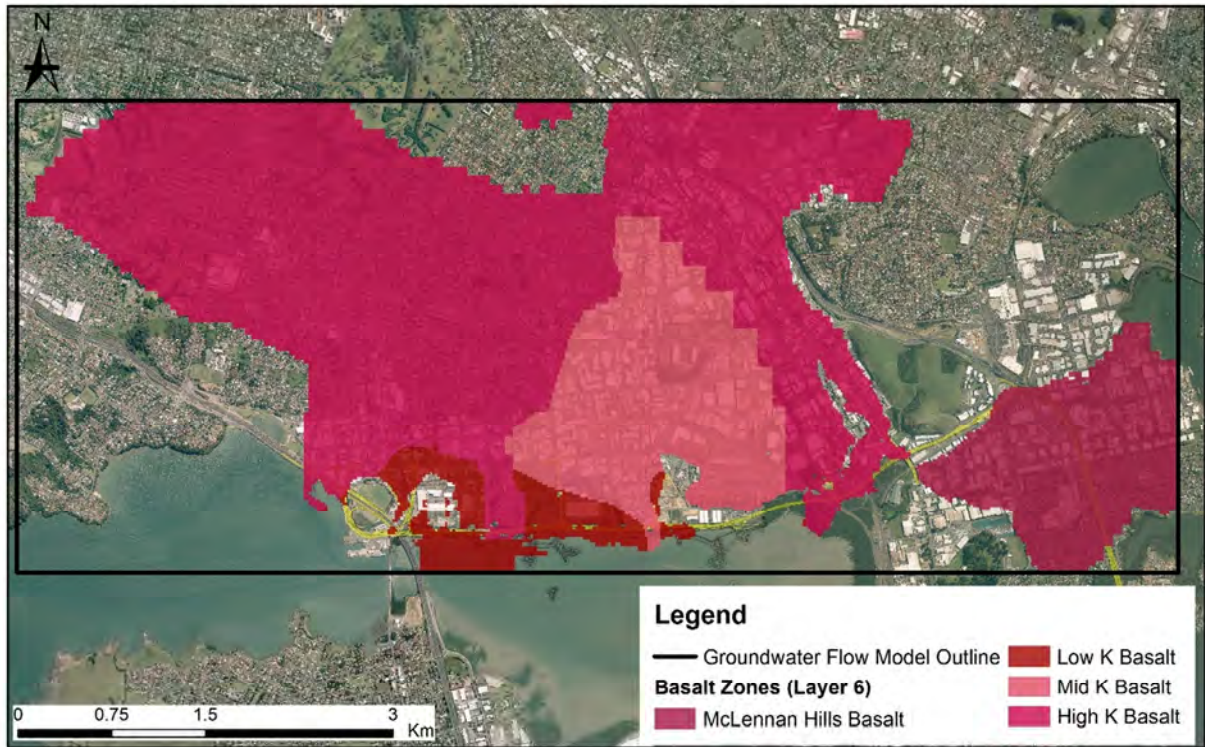 N
Legend
Groundwater Flow Model Outline
Basalt Zones (Layer 6)
McLennan Hills Basalt
Low K Basalt
Mid K Basalt
High K Basalt
0 0.75 1.5 3
Km